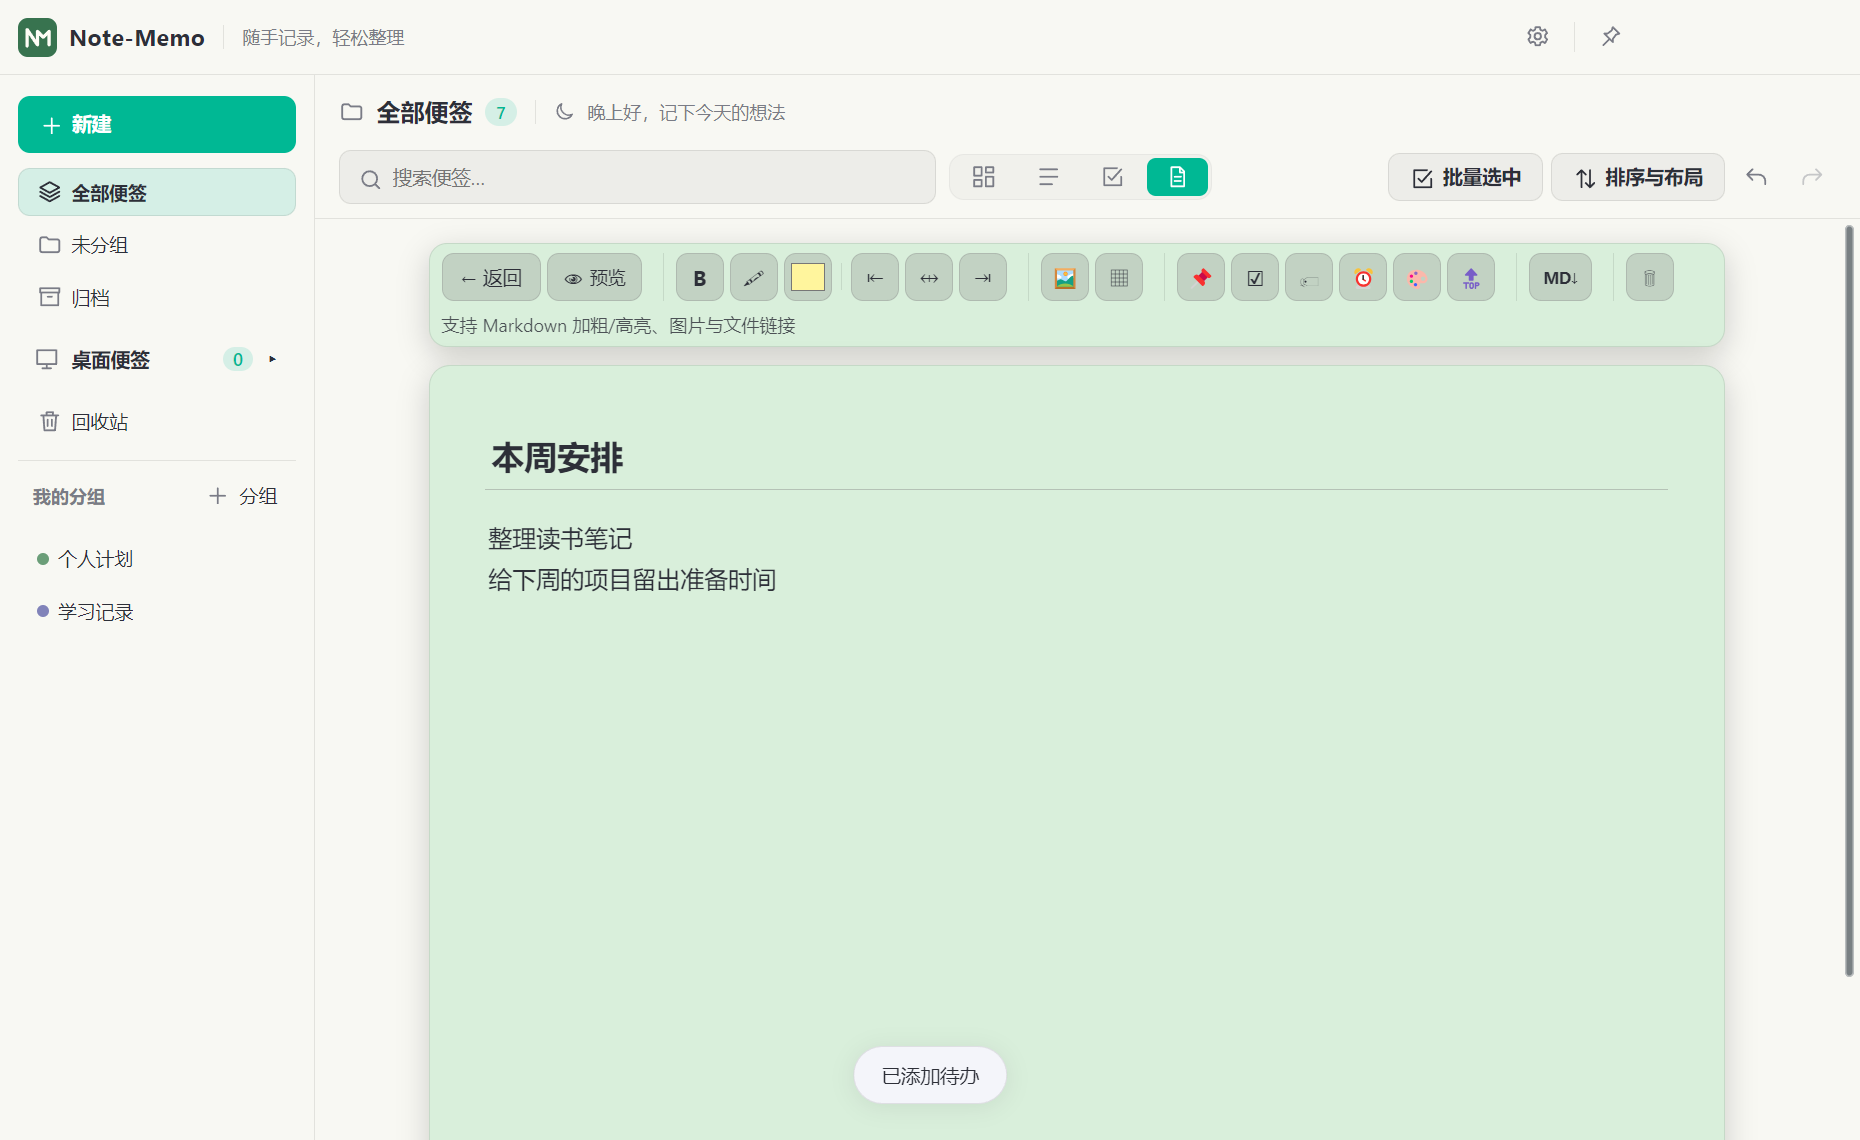 Note-Memo
随手记录，轻松整理
新建
全部便签
未分组
归档
桌面便签 0
回收站
我的分组 分组
个人计划
学习记录
全部便签 7 晚上好，记下今天的想法
搜索便签...
批量选中 排序与布局
←返回 预览 B TOP MD↓
支持 Markdown 加粗/高亮、图片与文件链接
本周安排
整理读书笔记
给下周的项目留出准备时间
已添加待办